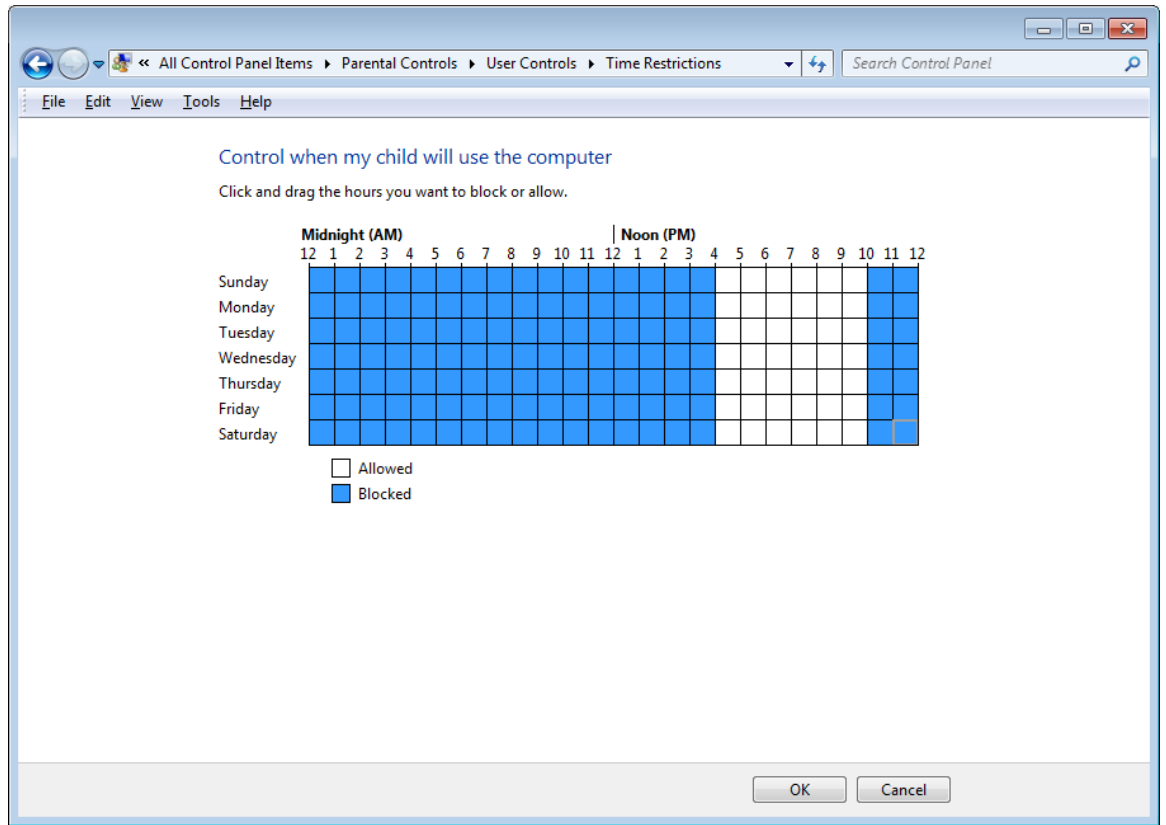 « All Control Panel Items ▸ Parental Controls ▸ User Controls ▸ Time Restrictions
Search Control Panel
File Edit View Tools Help
Control when my child will use the computer
Click and drag the hours you want to block or allow.
Midnight (AM) Noon (PM)
12 1 2 3 4 5 6 7 8 9 10 11 12 1 2 3 4 5 6 7 8 9 10 11 12
Sunday
Monday
Tuesday
Wednesday
Thursday
Friday
Saturday
Allowed
Blocked
OK Cancel